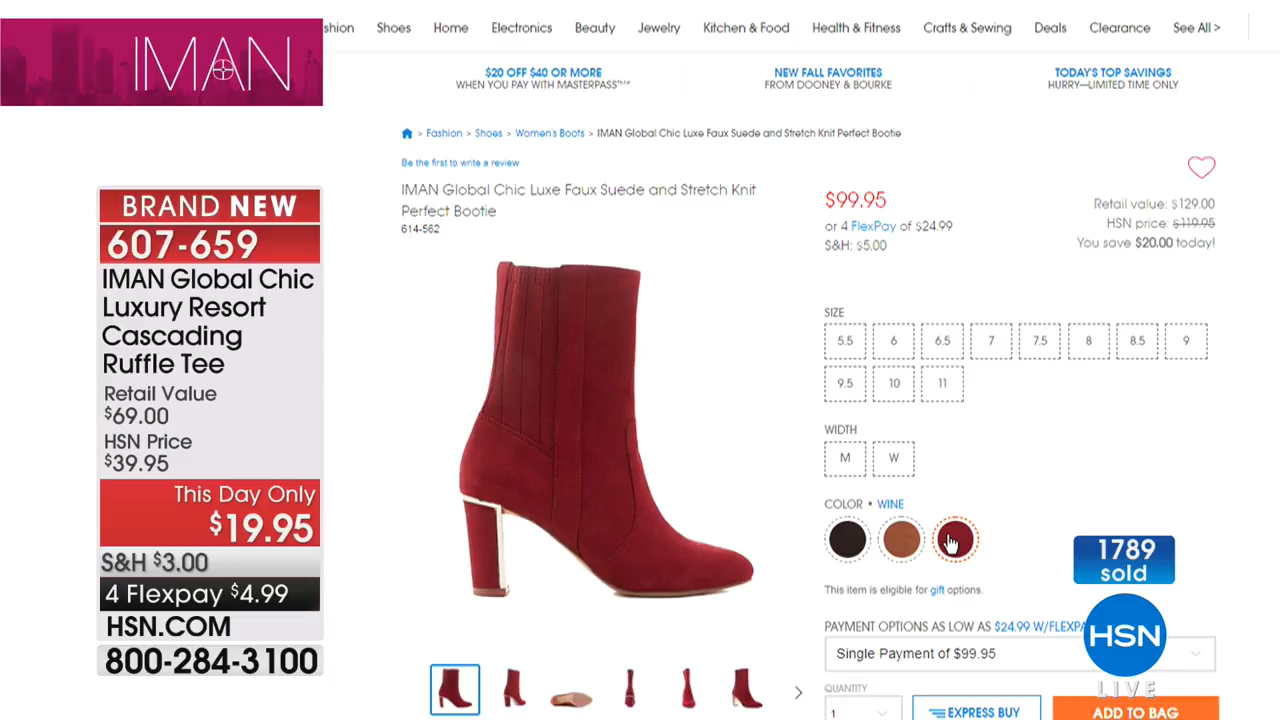 IMAN
shion Shoes Home Electronics Beauty Jewelry Kitchen & Food Health & Fitness Crafts & Sewing Deals Clearance See All >
$20 OFF $40 OR MORE
WHEN YOU PAY WITH MASTERPASS™*
NEW FALL FAVORITES
FROM DOONEY & BOURKE
TODAY'S TOP SAVINGS
HURRY—LIMITED TIME ONLY
> Fashion > Shoes > Women's Boots > IMAN Global Chic Luxe Faux Suede and Stretch Knit Perfect Bootie
Be the first to write a review
IMAN Global Chic Luxe Faux Suede and Stretch Knit
Perfect Bootie
614-562
$99.95
or 4 FlexPay of $24.99
S&H: $5.00
Retail value: $129.00
HSN price: $119.95
You save $20.00 today!
SIZE
5.5 6 6.5 7 7.5 8 8.5 9
9.5 10 11
WIDTH
M W
COLOR • WINE
This item is eligible for gift options.
PAYMENT OPTIONS AS LOW AS $24.99 W/FLEXPA
Single Payment of $99.95
QUANTITY
1
EXPRESS BUY
ADD TO BAG
BRAND NEW
607-659
IMAN Global Chic
Luxury Resort
Cascading
Ruffle Tee
Retail Value
$69.00
HSN Price
$39.95
This Day Only
$19.95
S&H $3.00
4 Flexpay $4.99
HSN.COM
800-284-3100
1789
sold
HSN
LIVE